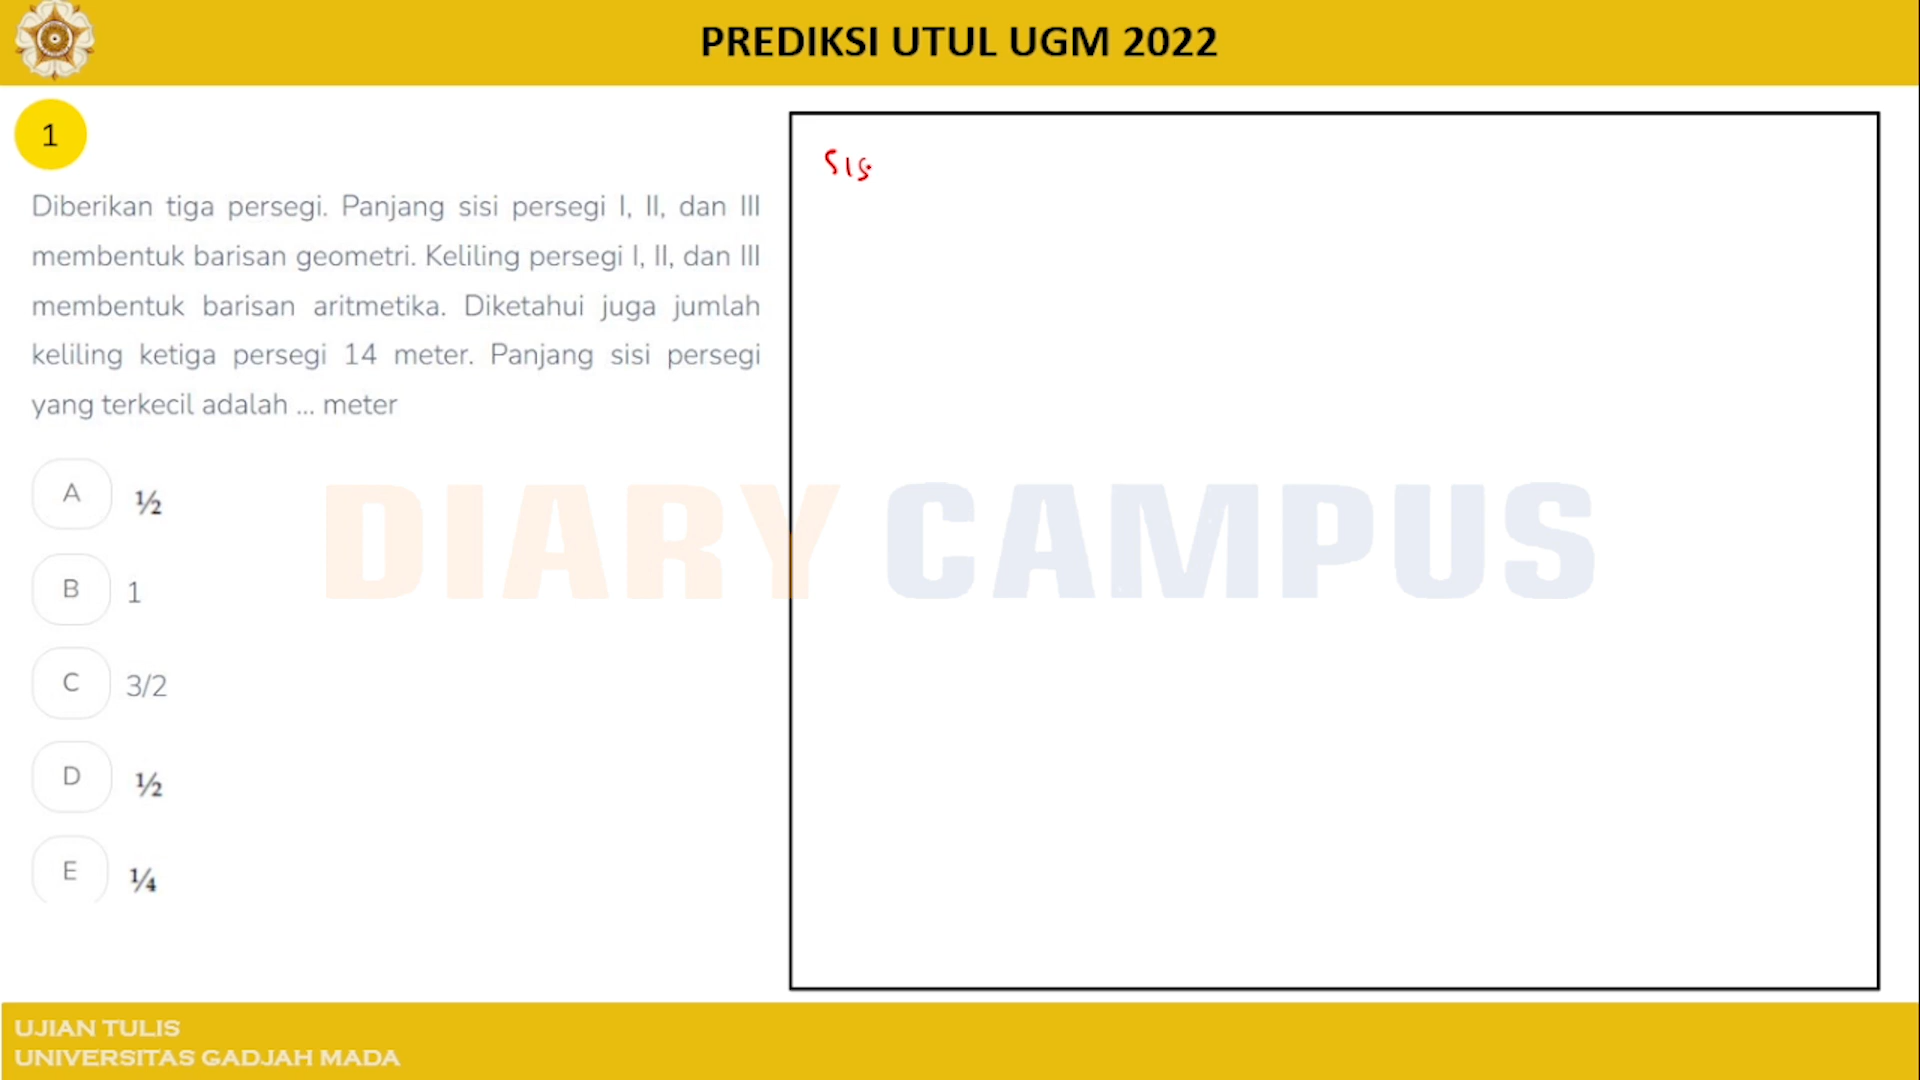 PREDIKSI UTUL UGM 2022
1
Diberikan tiga persegi. Panjang sisi persegi I, II, dan III
membentuk barisan geometri. Keliling persegi I, II, dan III
membentuk barisan aritmetika. Diketahui juga jumlah
keliling ketiga persegi 14 meter. Panjang sisi persegi
yang terkecil adalah ... meter
A ½
B 1
C 3/2
D ½
E ¼
sis
DIARY CAMPUS
UJIAN TULIS
UNIVERSITAS GADJAH MADA